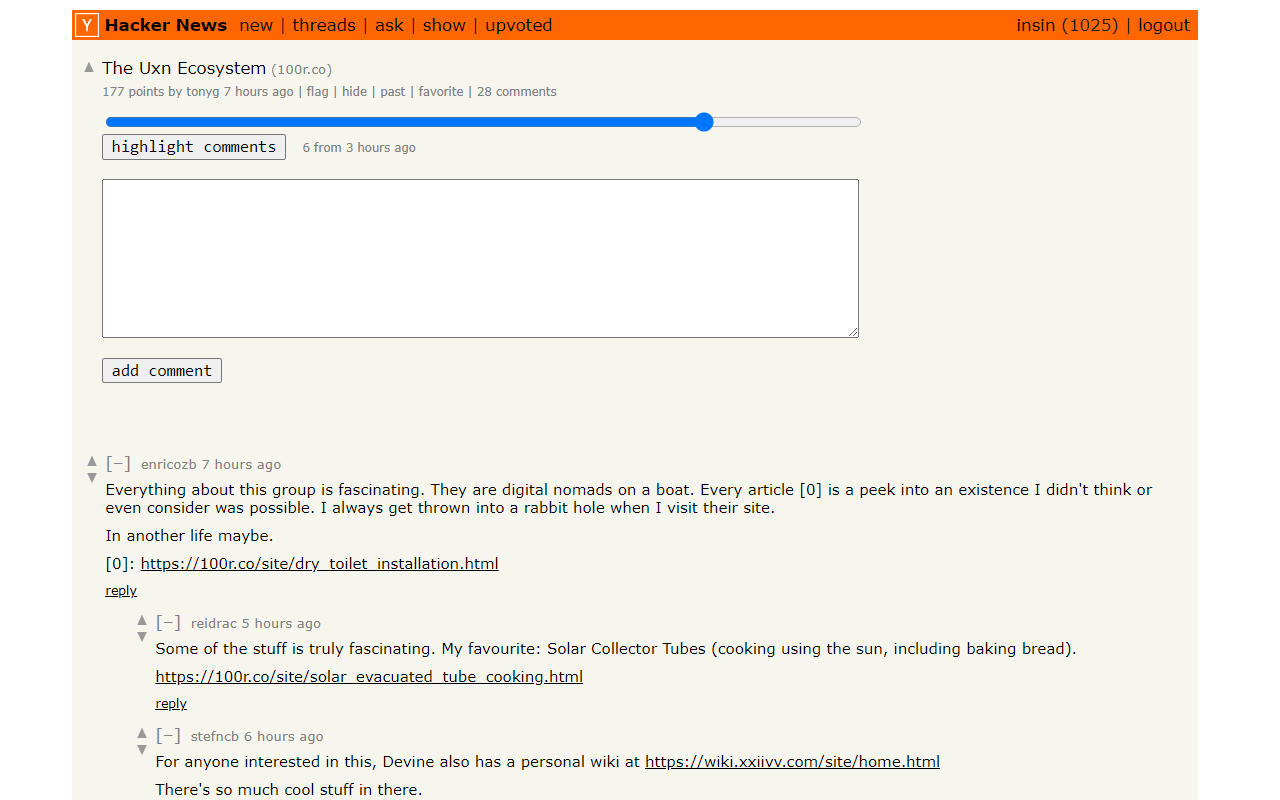 Y Hacker News new | threads | ask | show | upvoted insin (1025) | logout
▲ The Uxn Ecosystem (100r.co)
177 points by tonyg 7 hours ago | flag | hide | past | favorite | 28 comments
highlight comments 6 from 3 hours ago
add comment
▲ ▼ [–] enricozb 7 hours ago
Everything about this group is fascinating. They are digital nomads on a boat. Every article [0] is a peek into an existence I didn't think or
even consider was possible. I always get thrown into a rabbit hole when I visit their site.
In another life maybe.
[0]: https://100r.co/site/dry_toilet_installation.html
reply
▲ ▼ [–] reidrac 5 hours ago
Some of the stuff is truly fascinating. My favourite: Solar Collector Tubes (cooking using the sun, including baking bread).
https://100r.co/site/solar_evacuated_tube_cooking.html
reply
▲ ▼ [–] stefncb 6 hours ago
For anyone interested in this, Devine also has a personal wiki at https://wiki.xxiivv.com/site/home.html
There's so much cool stuff in there.